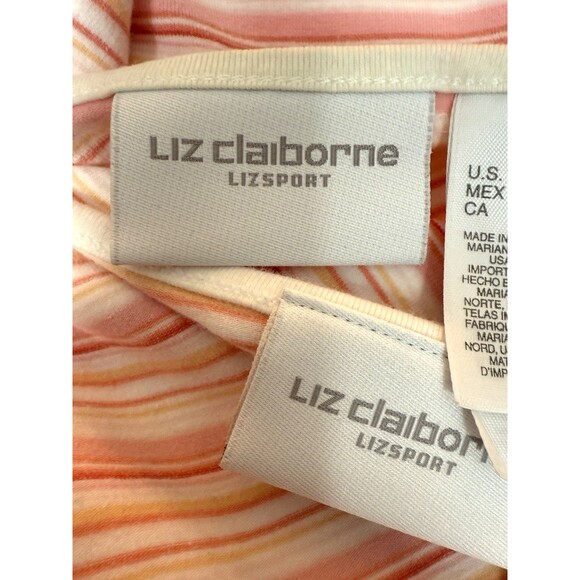 LIZ claiborne
LIZSPORT
U.S.
MEX
CA
MADE IN
MARIAN
USA
IMPORT
HECHO E
MARIA
NORTE,
TELAS IM
FABRIQU
MARIA
NORD, U
MAT
D'IMP
LIZ claiborn
LIZSPORT